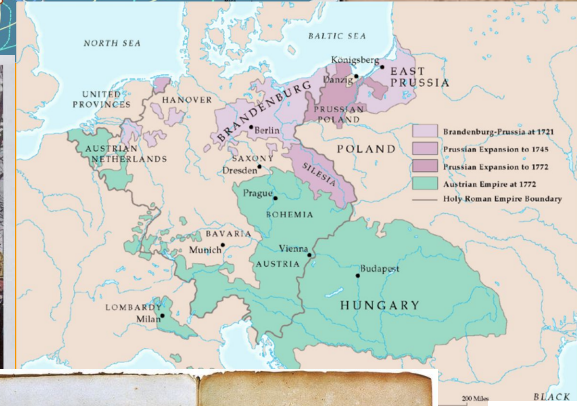 NORTH SEA
BALTIC SEA
Königsberg
Danzig
EAST
PRUSSIA
UNITED
PROVINCES
HANOVER
BRANDENBURG
PRUSSIAN
POLAND
Berlin
AUSTRIAN
NETHERLANDS
SAXONY
Dresden
POLAND
SILESIA
Brandenburg-Prussia at 1721
Prussian Expansion to 1745
Prussian Expansion to 1772
Austrian Empire at 1772
Holy Roman Empire Boundary
Prague
BOHEMIA
BAVARIA
Munich
Vienna
AUSTRIA
Budapest
HUNGARY
LOMBARDY
Milan
200 Miles
BLACK